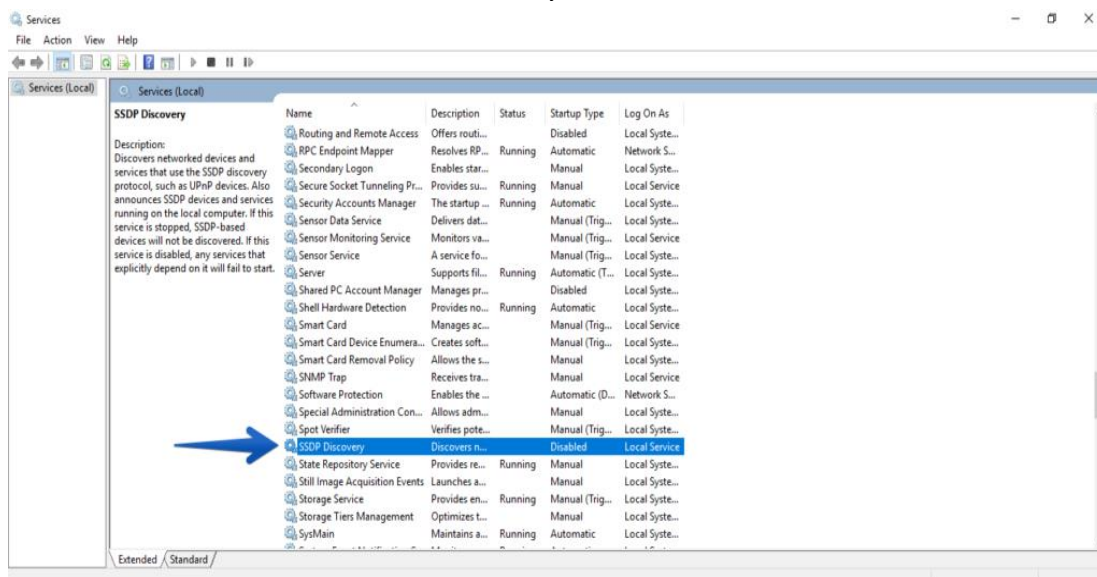 Services
File Action View Help
Services (Local)
Services (Local)
SSDP Discovery
Description:
Discovers networked devices and
services that use the SSDP discovery
protocol, such as UPnP devices. Also
announces SSDP devices and services
running on the local computer. If this
service is stopped, SSDP-based
devices will not be discovered. If this
service is disabled, any services that
explicitly depend on it will fail to start.
Name Description Status Startup Type Log On As
Routing and Remote Access Offers routi... Disabled Local Syste...
RPC Endpoint Mapper Resolves RP... Running Automatic Network S...
Secondary Logon Enables star... Manual Local Syste...
Secure Socket Tunneling Pr... Provides su... Running Manual Local Service
Security Accounts Manager The startup ... Running Automatic Local Syste...
Sensor Data Service Delivers dat... Manual (Trig... Local Syste...
Sensor Monitoring Service Monitors va... Manual (Trig... Local Service
Sensor Service A service fo... Manual (Trig... Local Syste...
Server Supports fil... Running Automatic (T... Local Syste...
Shared PC Account Manager Manages pr... Disabled Local Syste...
Shell Hardware Detection Provides no... Running Automatic Local Syste...
Smart Card Manages ac... Manual (Trig... Local Service
Smart Card Device Enumera... Creates soft... Manual (Trig... Local Syste...
Smart Card Removal Policy Allows the s... Manual Local Syste...
SNMP Trap Receives tra... Manual Local Service
Software Protection Enables the ... Automatic (D... Network S...
Special Administration Con... Allows adm... Manual Local Syste...
Spot Verifier Verifies pote... Manual (Trig... Local Syste...
SSDP Discovery Discovers n... Disabled Local Service
State Repository Service Provides re... Running Manual Local Syste...
Still Image Acquisition Events Launches a... Manual Local Syste...
Storage Service Provides en... Running Manual (Trig... Local Syste...
Storage Tiers Management Optimizes t... Manual Local Syste...
SysMain Maintains a... Running Automatic Local Syste...
Extended Standard